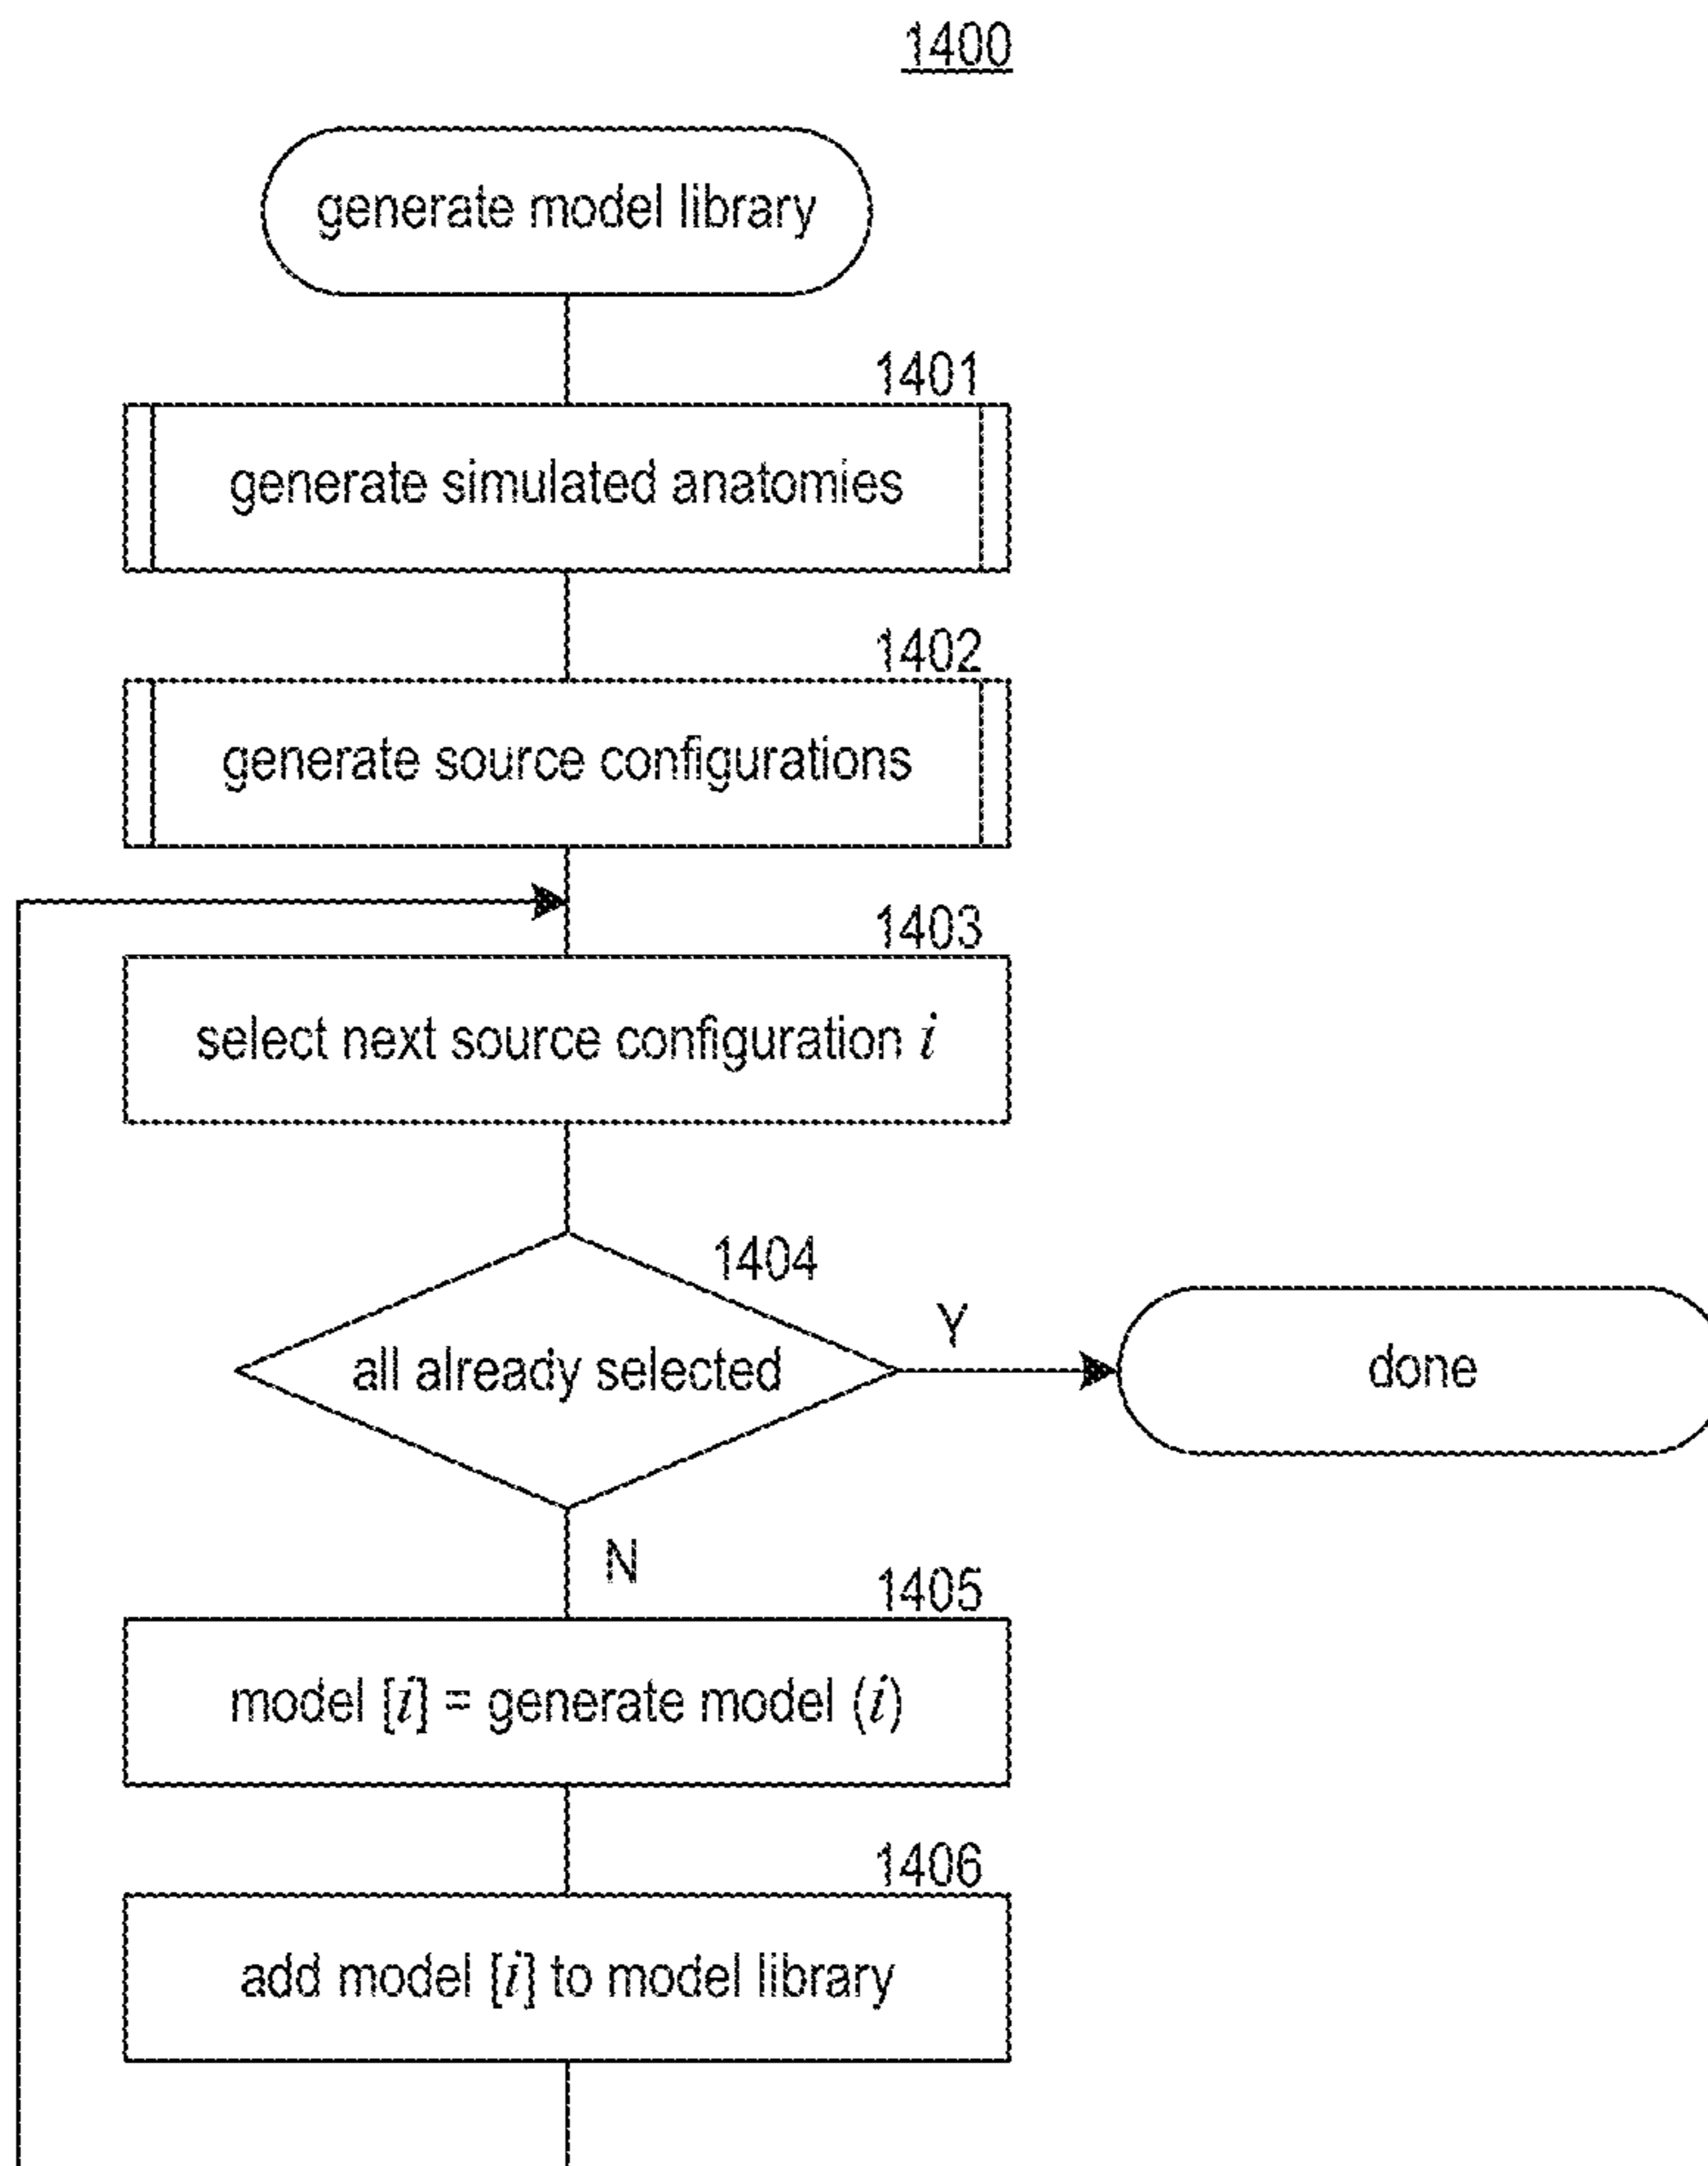 1400
generate model library
1401
generate simulated anatomies
1402
generate source configurations
1403
select next source configuration i
1404
all already selected
Y
done
N
1405
model [i] = generate model (i)
1406
add model [i] to model library